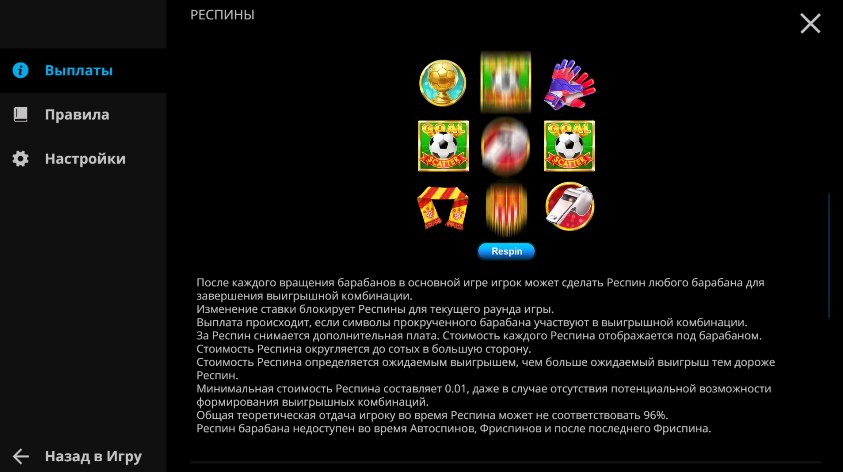 РЕСПИНЫ
Выплаты
Правила
Настройки
GOAL
SCATTER
GOAL
SCATTER
Respin
После каждого вращения барабанов в основной игре игрок может сделать Респин любого барабана для
завершения выигрышной комбинации.
Изменение ставки блокирует Респины для текущего раунда игры.
Выплата происходит, если символы прокрученного барабана участвуют в выигрышной комбинации.
За Респин снимается дополнительная плата. Стоимость каждого Респина отображается под барабаном.
Стоимость Респина округляется до сотых в большую сторону.
Стоимость Респина определяется ожидаемым выигрышем, чем больше ожидаемый выигрыш тем дороже
Респин.
Минимальная стоимость Респина составляет 0.01, даже в случае отсутствия потенциальной возможности
формирования выигрышных комбинаций.
Общая теоретическая отдача игроку во время Респина может не соответствовать 96%.
Респин барабана недоступен во время Автоспинов, Фриспинов и после последнего Фриспина.
Назад в Игру